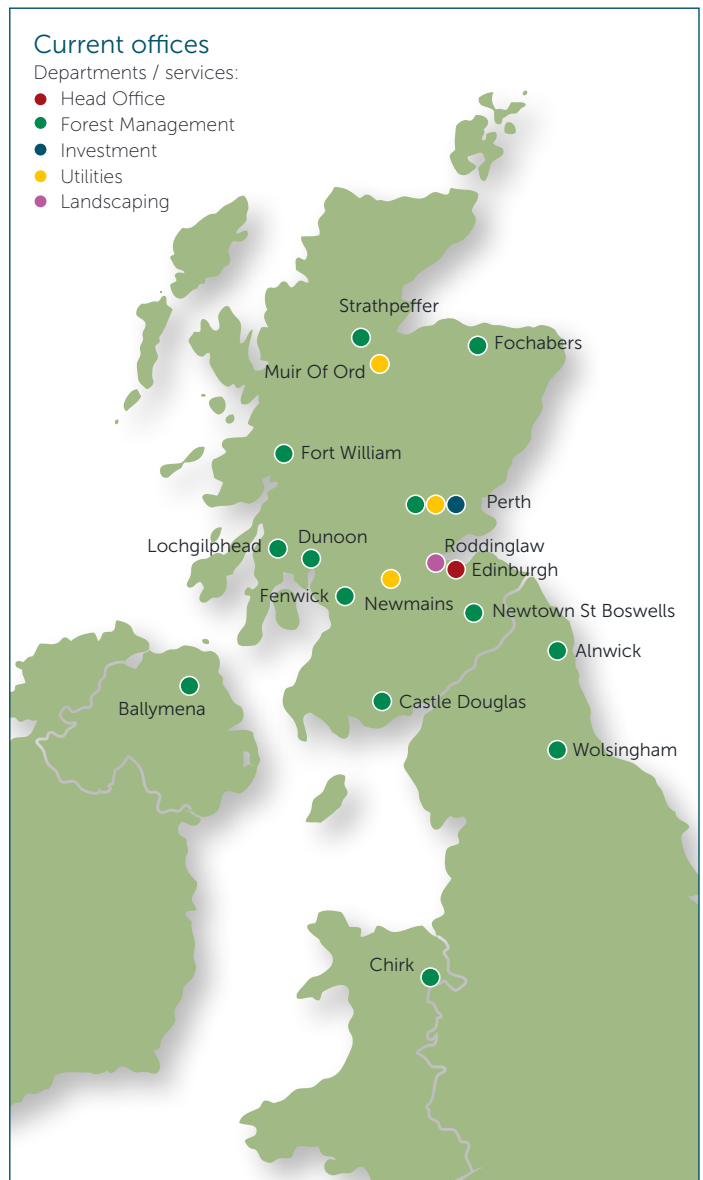 Current offices
Departments / services:
Head Office
Forest Management
Investment
Utilities
Landscaping
Strathpeffer
Fochabers
Muir Of Ord
Fort William
Perth
Lochgilphead
Dunoon
Roddinglaw
Edinburgh
Fenwick
Newmains
Newtown St Boswells
Alnwick
Ballymena
Castle Douglas
Wolsingham
Chirk